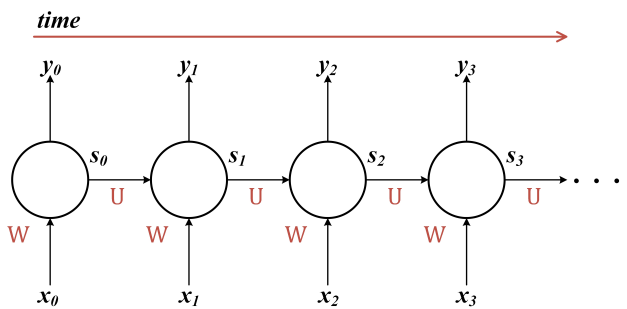 time
y0 y1 y2 y3
s0 s1 s2 s3
U U U U . . .
W W W W
x0 x1 x2 x3